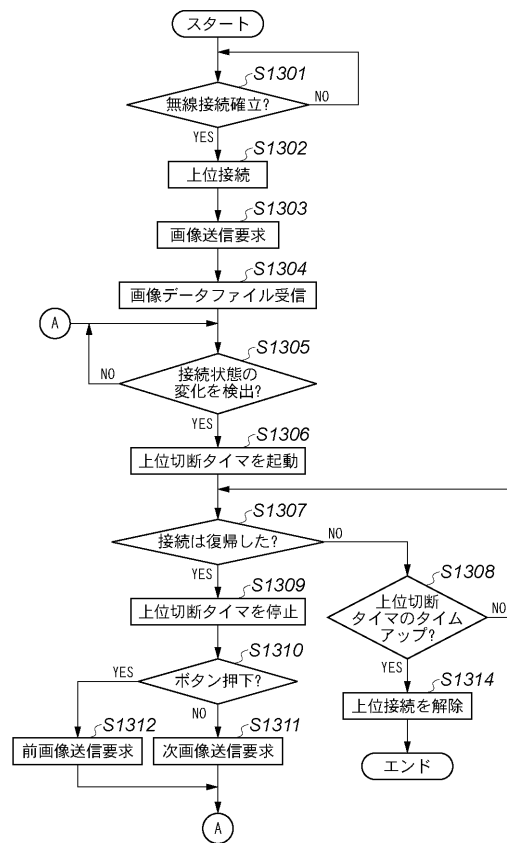 スタート
S1301
無線接続確立?
NO
YES
S1302
上位接続
S1303
画像送信要求
S1304
画像データファイル受信
A
S1305
接続状態の
変化を検出?
NO
YES
S1306
上位切断タイマを起動
S1307
接続は復帰した?
NO
YES
S1308
上位切断
タイマのタイム
アップ?
NO
YES
S1309
上位切断タイマを停止
S1310
ボタン押下?
YES
NO
S1314
上位接続を解除
S1312
前画像送信要求
S1311
次画像送信要求
エンド
A